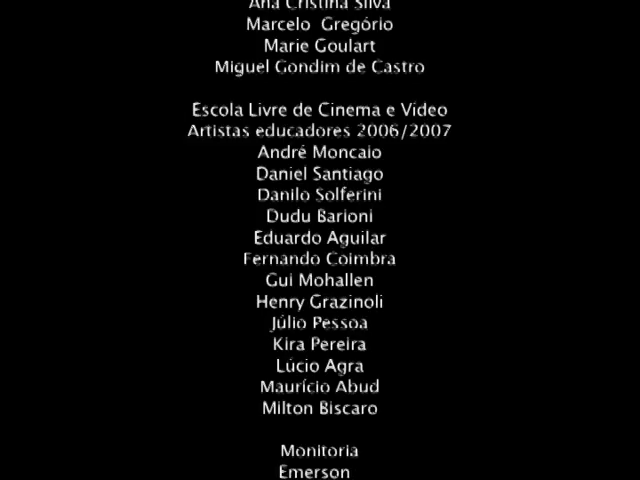 Ana Cristina Silva
Marcelo Gregório
Marie Goulart
Miguel Gondim de Castro
Escola Livre de Cinema e Vídeo
Artistas educadores 2006/2007
André Moncaio
Daniel Santiago
Danilo Solferini
Dudu Barioni
Eduardo Aguilar
Fernando Coimbra
Gui Mohallen
Henry Grazinoli
Júlio Pessoa
Kira Pereira
Lúcio Agra
Maurício Abud
Milton Biscaro
Monitoria
Emerson